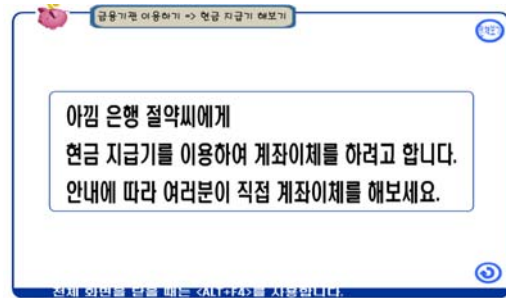 금융기관 이용하기 => 현금 지급기 해보기
아낌 은행 절약씨에게
현금 지급기를 이용하여 계좌이체를 하려고 합니다.
안내에 따라 여러분이 직접 계좌이체를 해보세요.
전체 화면을 닫을 때는 <ALT+F4>를 사용합니다.